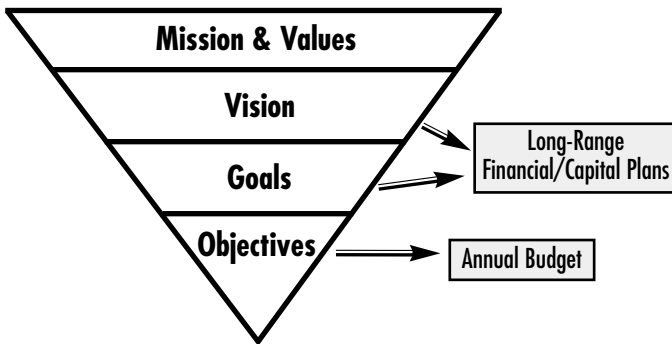 Mission & Values
Vision
Goals
Objectives
Long-Range
Financial/Capital Plans
Annual Budget